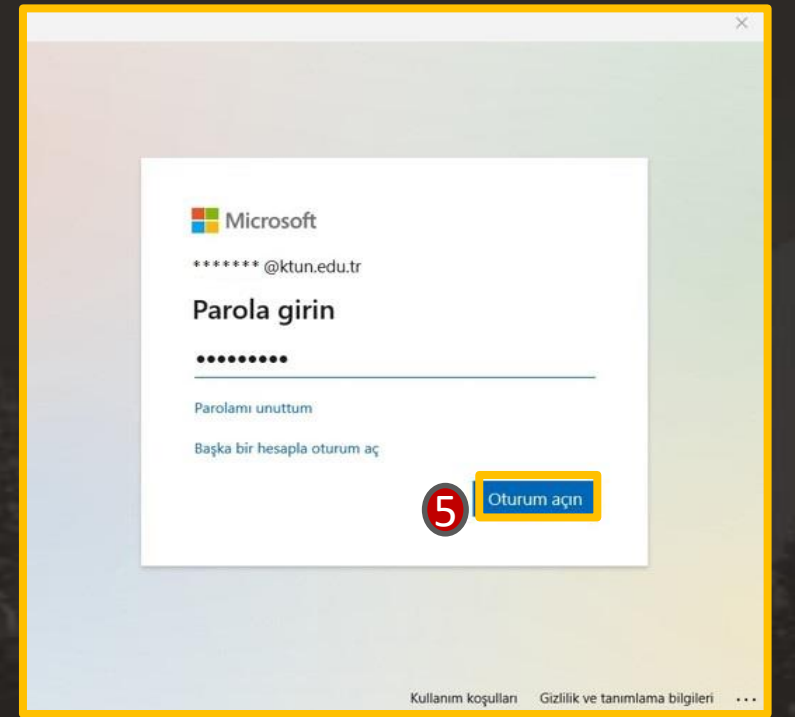 Microsoft
******* @ktun.edu.tr
Parola girin
•••••••••
Parolamı unuttum
Başka bir hesapla oturum aç
5
Oturum açın
Kullanım koşulları Gizlilik ve tanımlama bilgileri ...